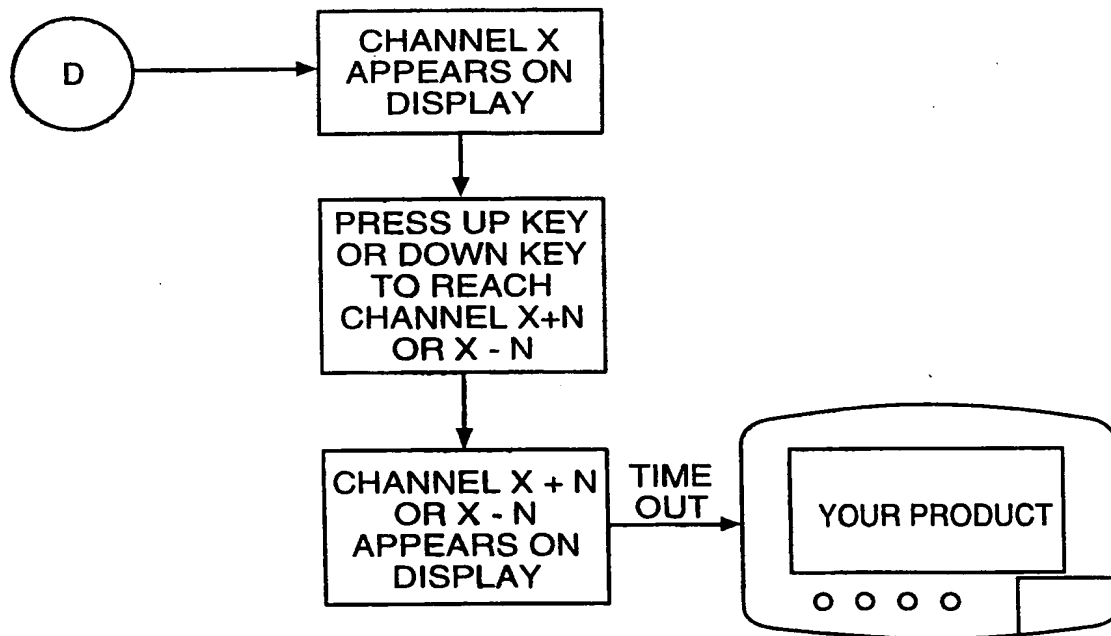 D
CHANNEL X
APPEARS ON
DISPLAY
PRESS UP KEY
OR DOWN KEY
TO REACH
CHANNEL X+N
OR X - N
CHANNEL X + N
OR X - N
APPEARS ON
DISPLAY
TIME
OUT
YOUR PRODUCT